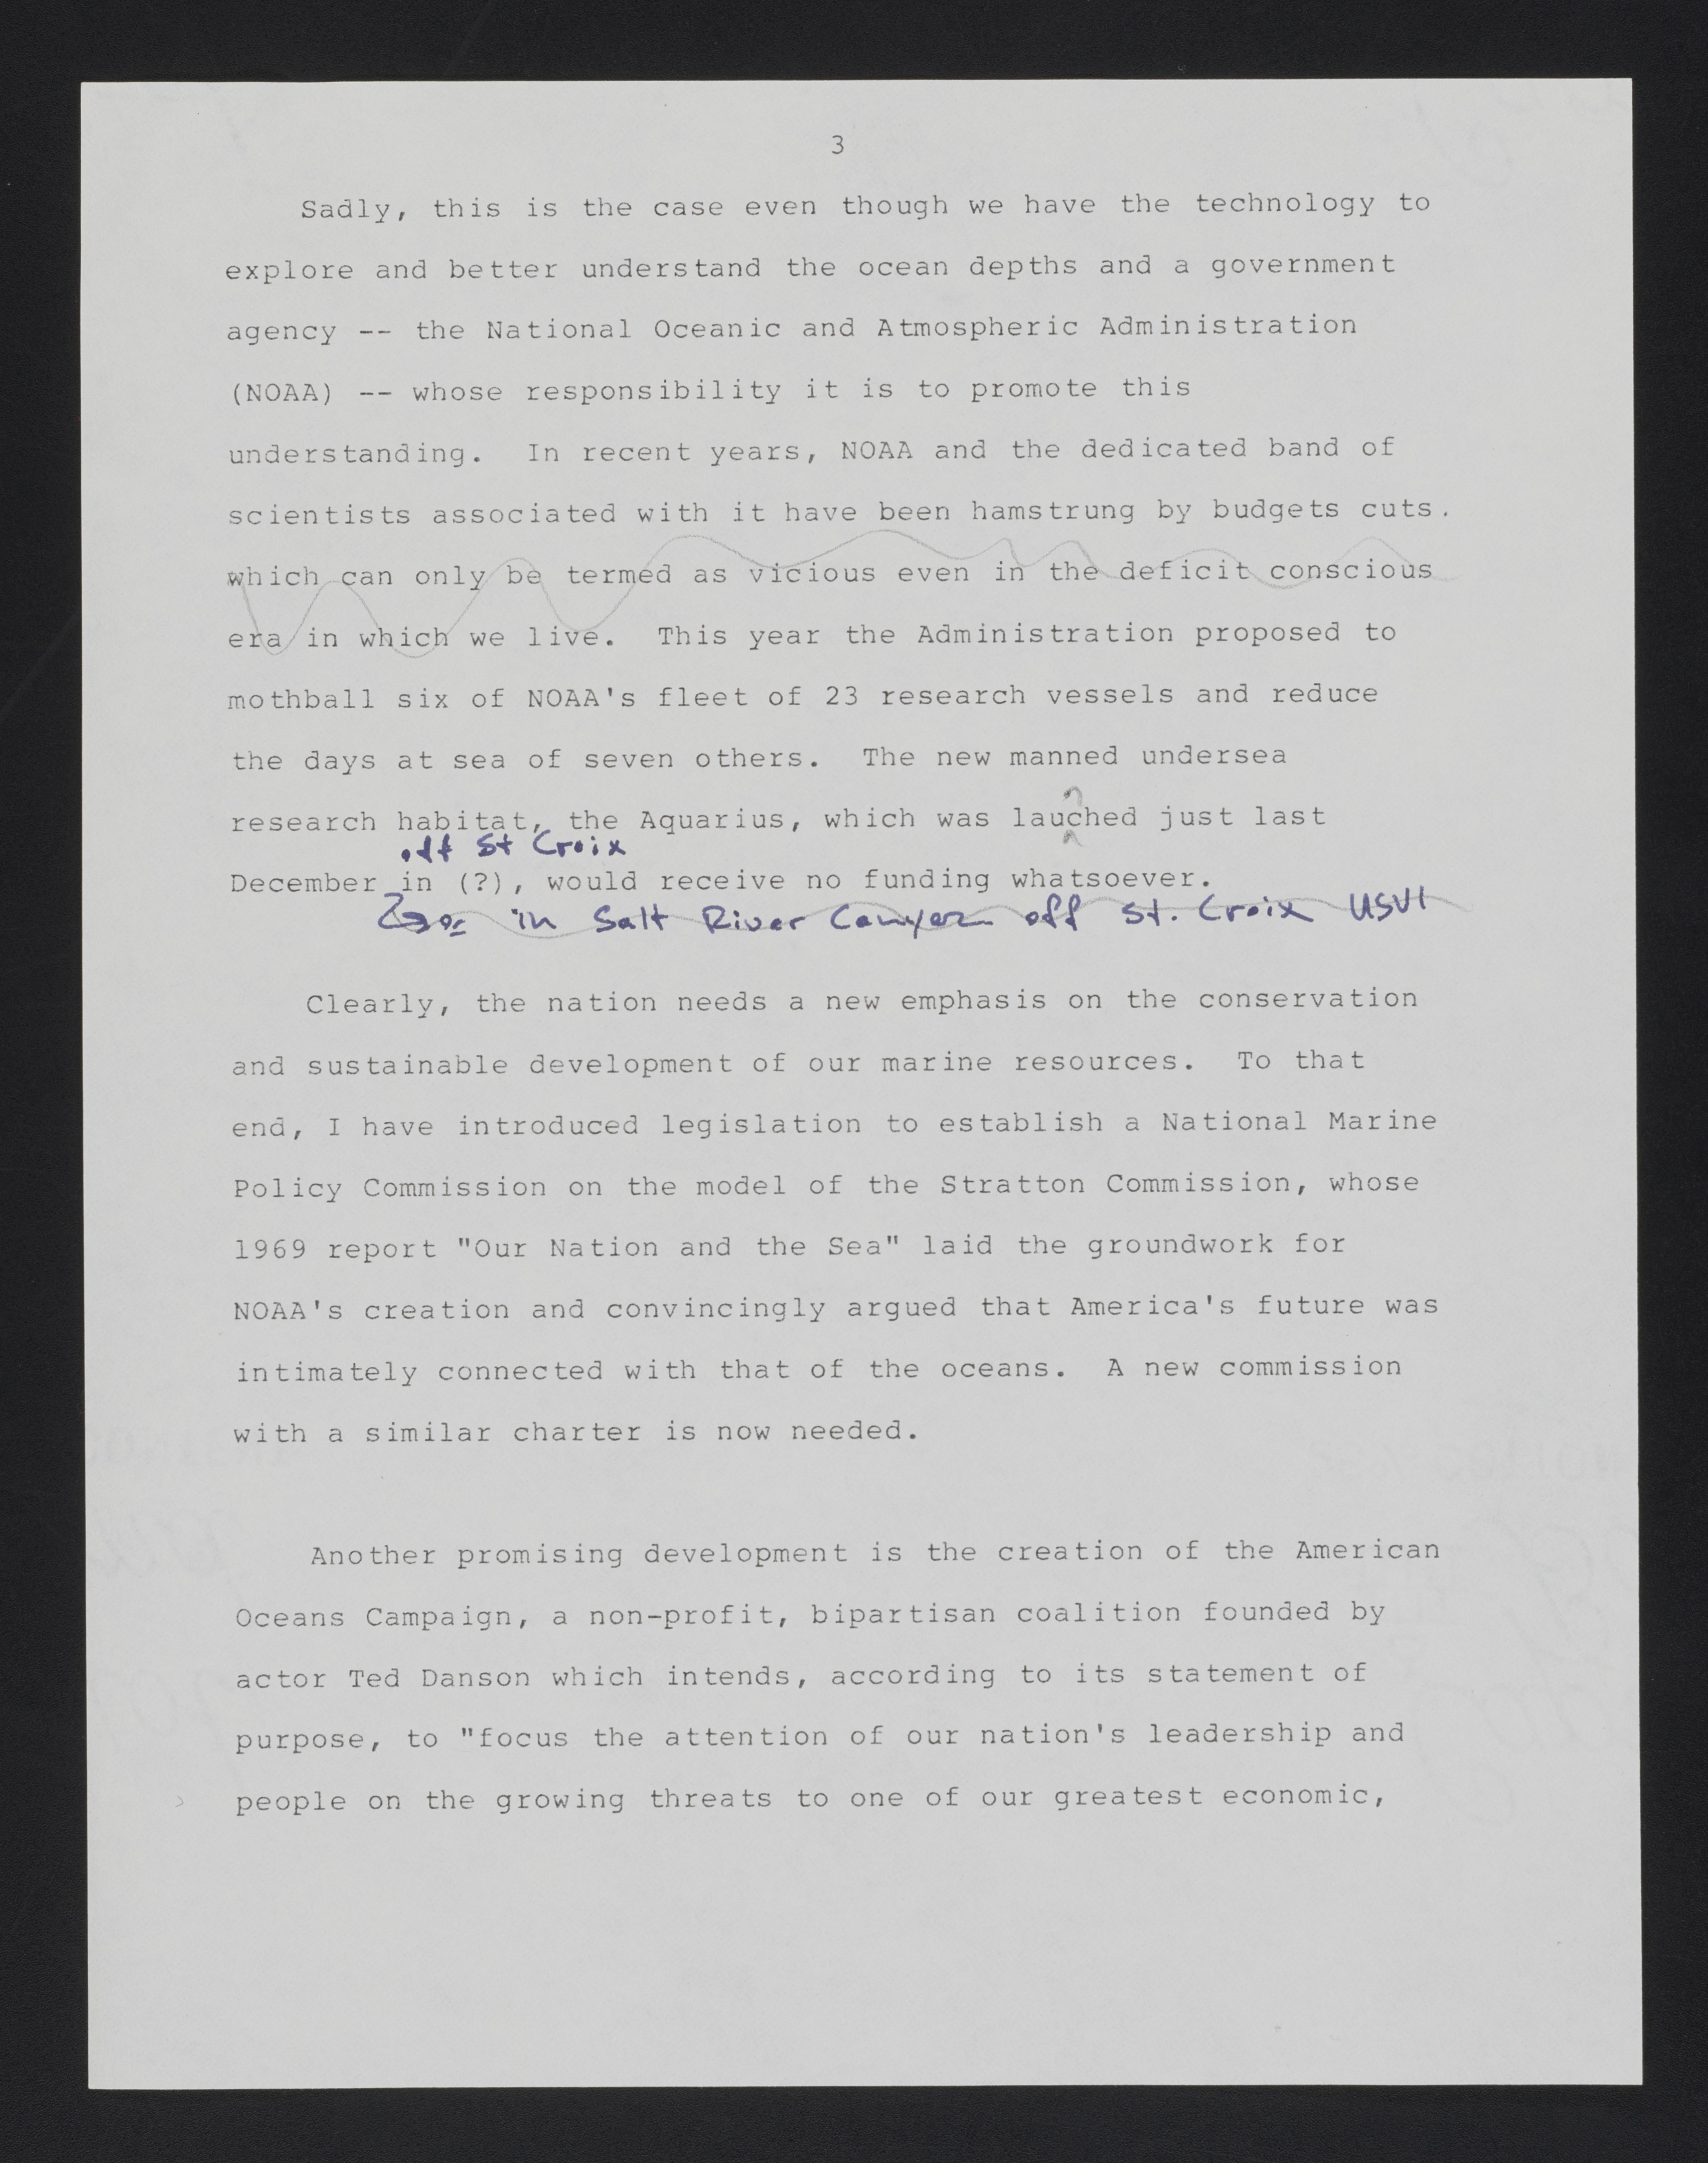 3
Sadly, this is the case even though we have the technology to
explore and better understand the ocean depths and a government
agency -- the National Oceanic and Atmospheric Administration
(NOAA) -- whose responsibility it is to promote this
understanding. In recent years, NOAA and the dedicated band of
scientists associated with it have been hamstrung by budgets cuts.
which can only be termed as vicious even in the deficit conscious
era in which we live. This year the Administration proposed to
mothball six of NOAA's fleet of 23 research vessels and reduce
the days at sea of seven others. The new manned undersea
n
research habitat, the Aquarius, which was lauched just last
off St Croix
December in (?), would receive no funding whatsoever.
in Salt River Canyon off St. Croix USVI
Clearly, the nation needs a new emphasis on the conservation
and sustainable development of our marine resources. To that
end, I have introduced legislation to establish a National Marine
Policy Commission on the model of the Stratton Commission, whose
1969 report "Our Nation and the Sea" laid the groundwork for
NOAA's creation and convincingly argued that America's future was
intimately connected with that of the oceans. A new commission
with a similar charter is now needed.
Another promising development is the creation of the American
Oceans Campaign, a non-profit, bipartisan coalition founded by
actor Ted Danson which intends, according to its statement of
purpose, to "focus the attention of our nation's leadership and
people on the growing threats to one of our greatest economic,